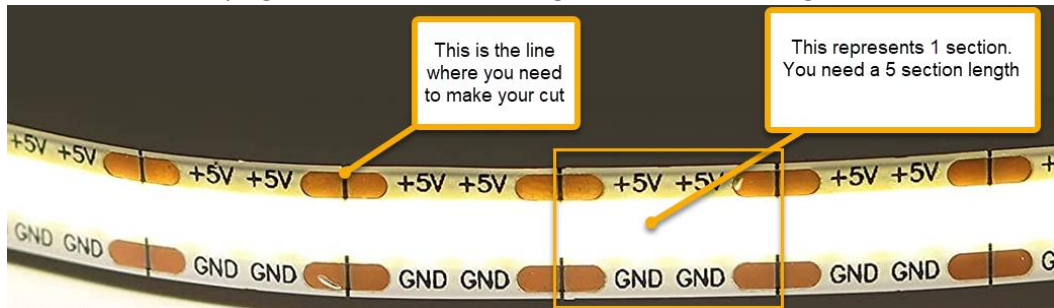 This is the line
where you need
to make your cut
This represents 1 section.
You need a 5 section length
+5V +5V +5V +5V +5V +5V +5V +5V +5V +5V +
GND GND GND GND GND GND GND GND GND GND G